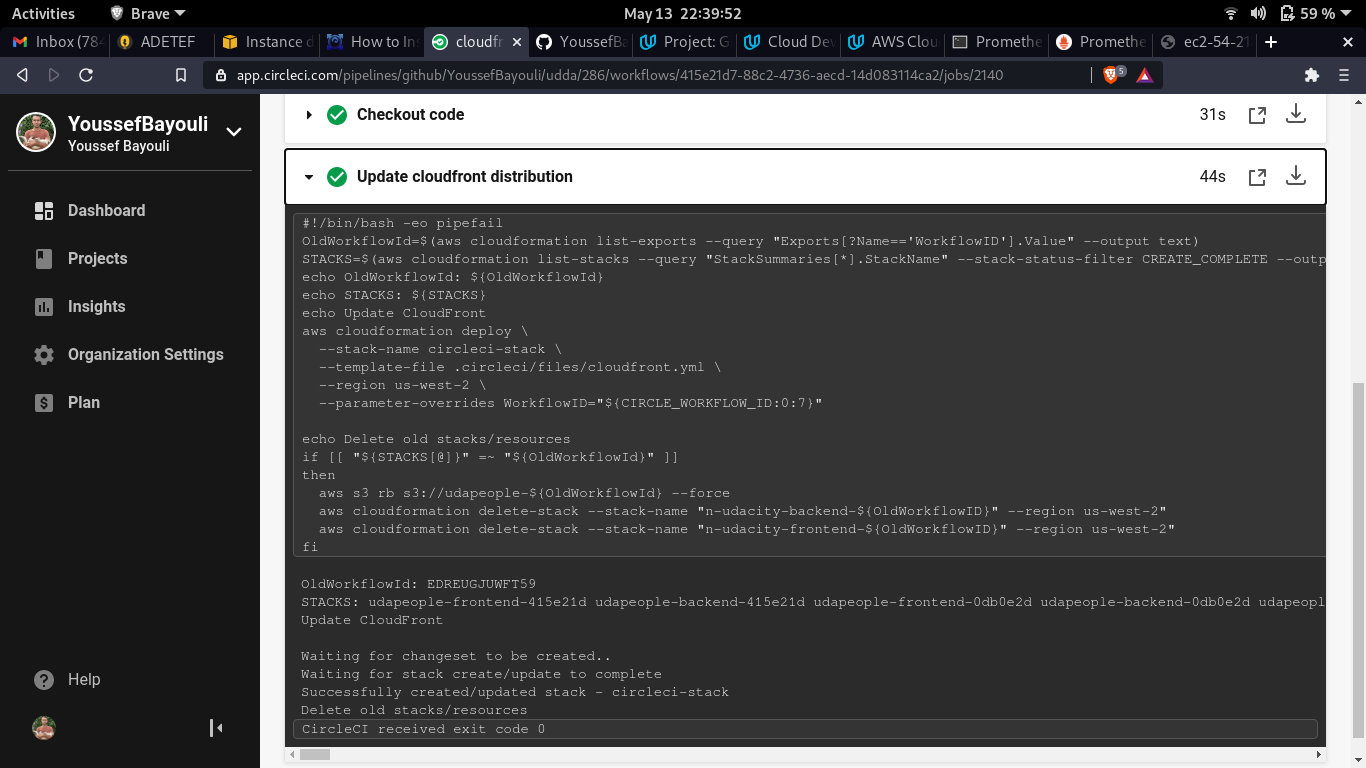 Activities
Brave
May 13 22:39:52
59 %
Inbox (784
ADETEF
Instance d
How to Ins
cloudfr
YoussefBa
Project: G
Cloud Dev
AWS Clou
Promethe
Promethe
ec2-54-21
app.circleci.com/pipelines/github/YoussefBayouli/udda/286/workflows/415e21d7-88c2-4736-aecd-14d083114ca2/jobs/2140
5
YoussefBayouli
Youssef Bayouli
Dashboard
Projects
Insights
Organization Settings
Plan
Help
Checkout code
31s
Update cloudfront distribution
44s
#!/bin/bash -eo pipefail
OldWorkflowId=$(aws cloudformation list-exports --query "Exports[?Name=='WorkflowID'].Value" --output text)
STACKS=$(aws cloudformation list-stacks --query "StackSummaries[*].StackName" --stack-status-filter CREATE_COMPLETE --outp
echo OldWorkflowId: ${OldWorkflowId}
echo STACKS: ${STACKS}
echo Update CloudFront
aws cloudformation deploy \
  --stack-name circleci-stack \
  --template-file .circleci/files/cloudfront.yml \
  --region us-west-2 \
  --parameter-overrides WorkflowID="${CIRCLE_WORKFLOW_ID:0:7}"
echo Delete old stacks/resources
if [[ "${STACKS[@]}" =~ "${OldWorkflowId}" ]]
then
  aws s3 rb s3://udapeople-${OldWorkflowId} --force
  aws cloudformation delete-stack --stack-name "n-udacity-backend-${OldWorkflowID}" --region us-west-2"
  aws cloudformation delete-stack --stack-name "n-udacity-frontend-${OldWorkflowID}" --region us-west-2"
fi
OldWorkflowId: EDREUGJUWFT59
STACKS: udapeople-frontend-415e21d udapeople-backend-415e21d udapeople-frontend-0db0e2d udapeople-backend-0db0e2d udapeopl
Update CloudFront
Waiting for changeset to be created..
Waiting for stack create/update to complete
Successfully created/updated stack - circleci-stack
Delete old stacks/resources
CircleCI received exit code 0